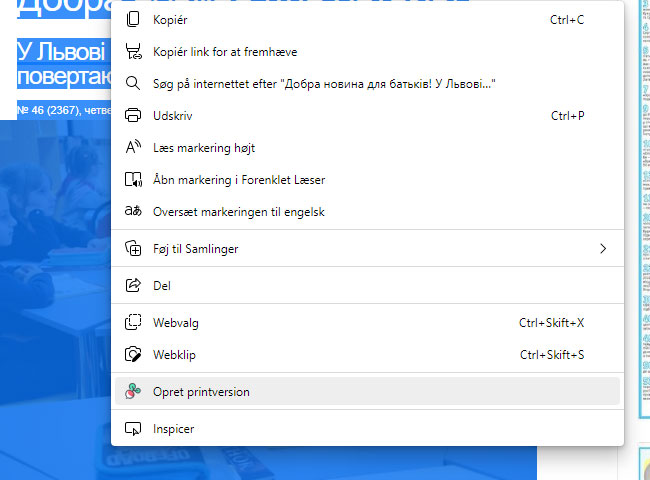 У Львові
повертаю
№ 46 (2367), четве
Kopiér Ctrl+C
Kopiér link for at fremhæve
Søg på internettet efter "Добра новина для батьків! У Львові..."
Udskriv Ctrl+P
Læs markering højt
Åbn markering i Forenklet Læser
Oversæt markeringen til engelsk
Føj til Samlinger
Del
Webvalg Ctrl+Skift+X
Webklip Ctrl+Skift+S
Opret printversion
Inspicer
OFF ROAD